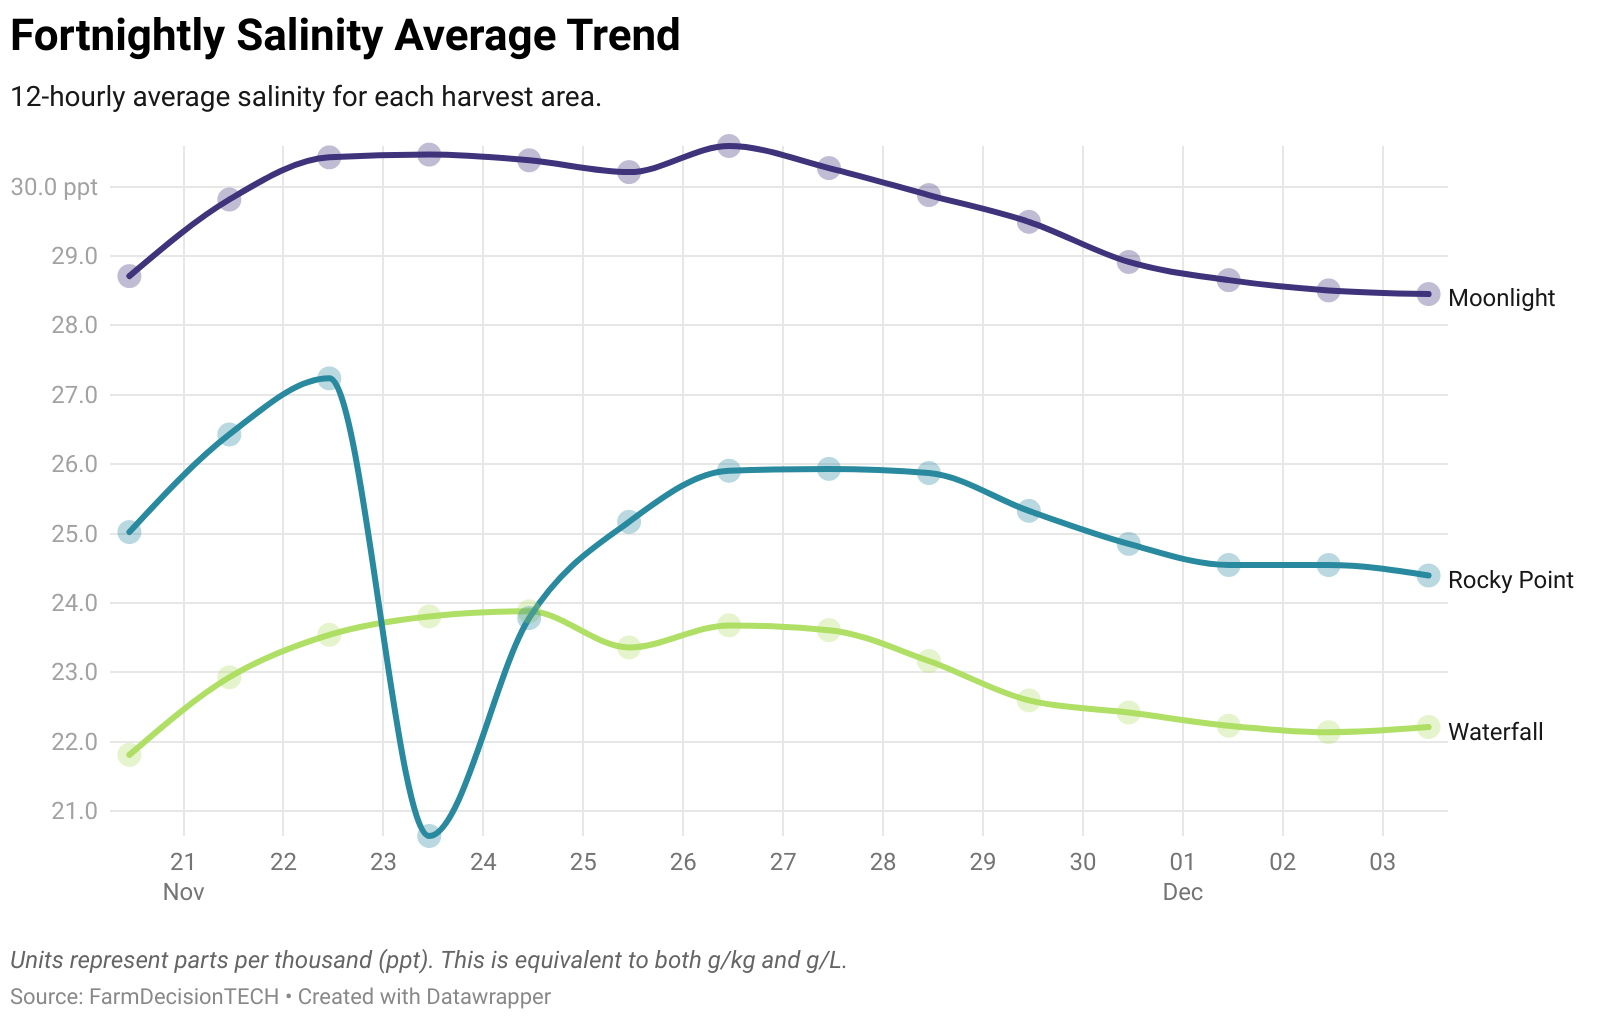 Fortnightly Salinity Average Trend
12-hourly average salinity for each harvest area.
30.0 ppt
29.0
28.0
27.0
26.0
25.0
24.0
23.0
22.0
21.0
Moonlight
Rocky Point
Waterfall
21 22 23 24 25 26 27 28 29 30 01 02 03
Nov Dec
Units represent parts per thousand (ppt). This is equivalent to both g/kg and g/L.
Source: FarmDecisionTECH • Created with Datawrapper